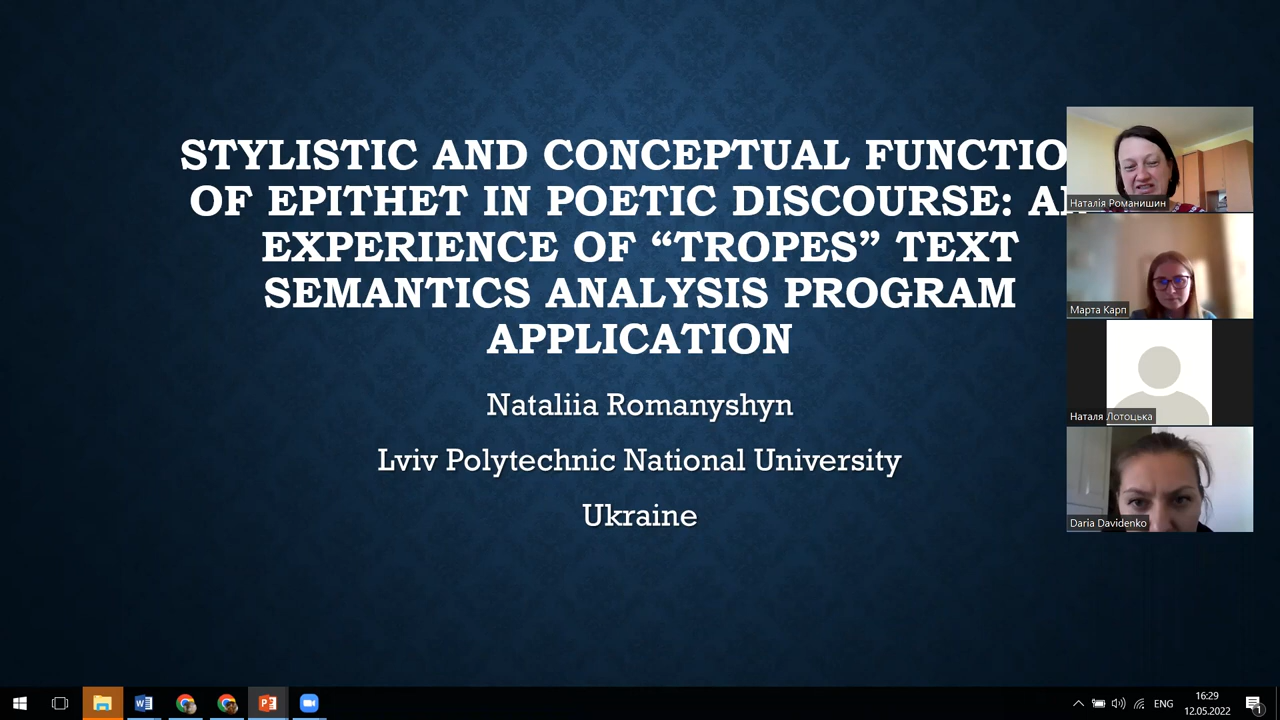 STYLISTIC AND CONCEPTUAL FUNCTIO
OF EPITHET IN POETIC DISCOURSE:
EXPERIENCE OF “TROPES” TEXT
SEMANTICS ANALYSIS PROGRAM
APPLICATION
Nataliia Romanyshyn
Lviv Polytechnic National University
Ukraine
Наталія Романишин
Марта Карп
Наталя Лотоцька
Daria Davidenko
ENG
16:29
12.05.2022
1